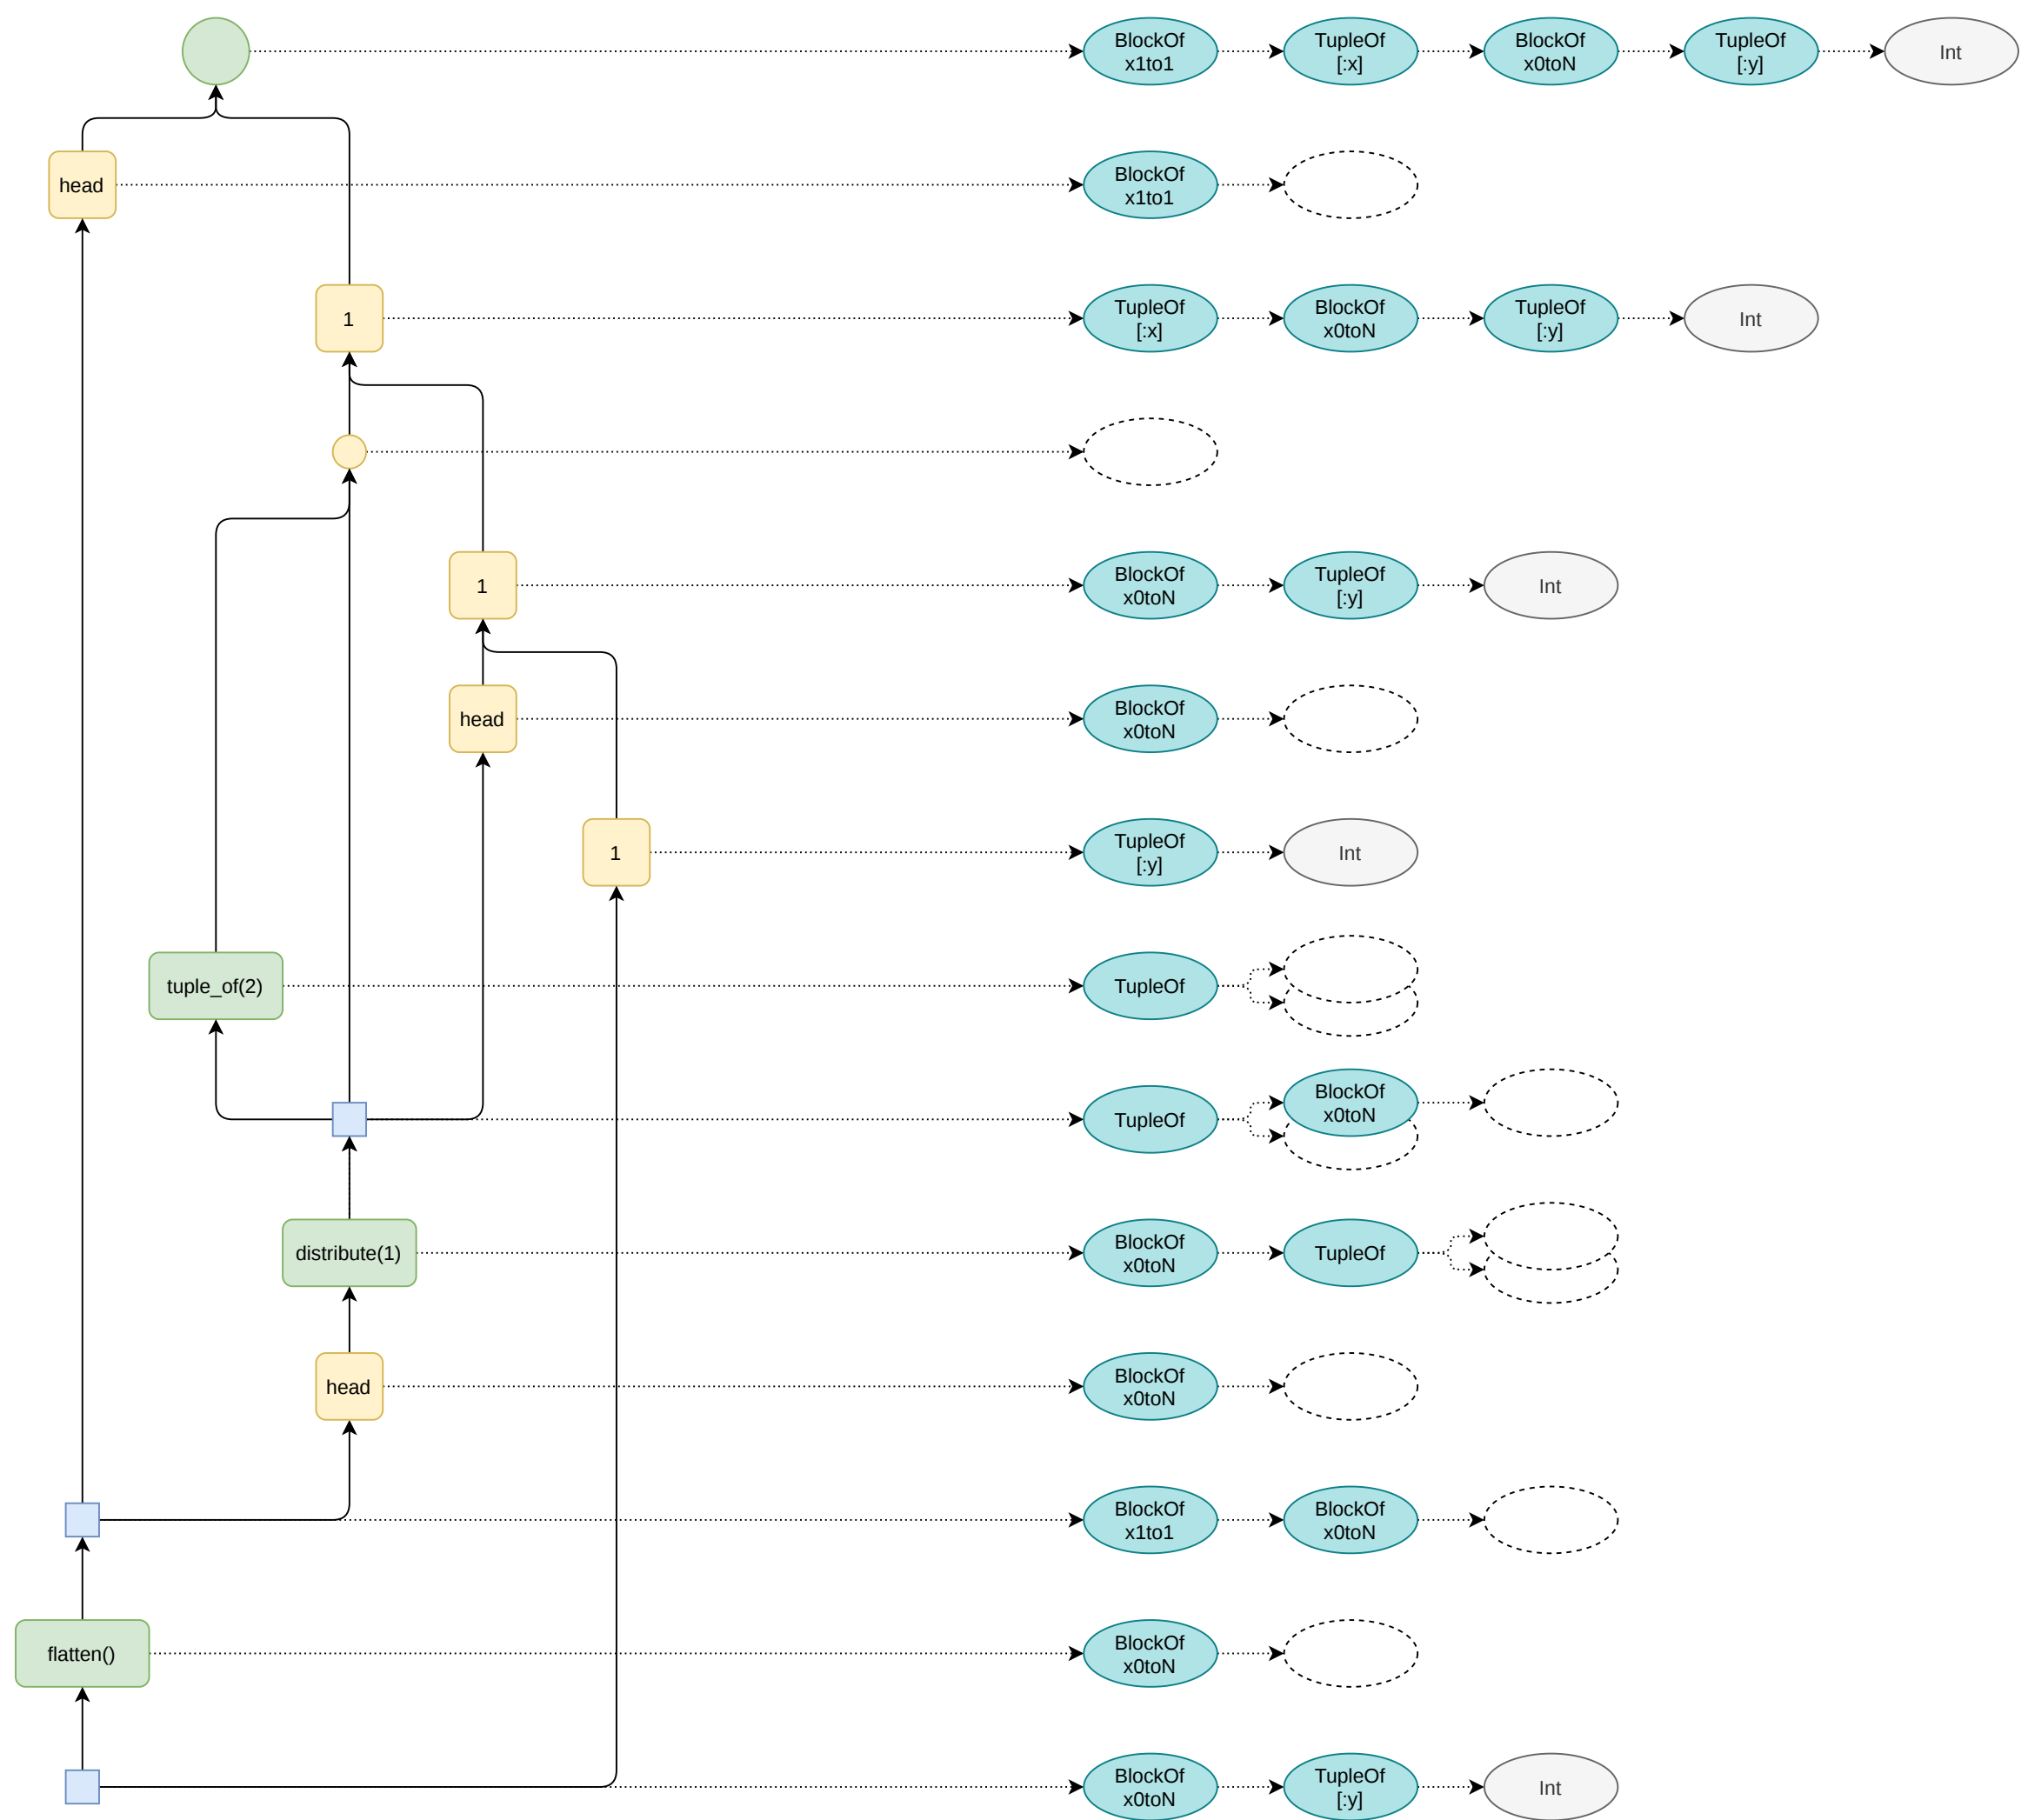 BlockOf
x1to1
TupleOf
[:x]
BlockOf
x0toN
TupleOf
[:y]
Int
head
BlockOf
x1to1
1
TupleOf
[:x]
BlockOf
x0toN
TupleOf
[:y]
Int
1
BlockOf
x0toN
TupleOf
[:y]
Int
head
BlockOf
x0toN
1
TupleOf
[:y]
Int
tuple_of(2)
TupleOf
TupleOf
BlockOf
x0toN
distribute(1)
BlockOf
x0toN
TupleOf
head
BlockOf
x0toN
BlockOf
x1to1
BlockOf
x0toN
flatten()
BlockOf
x0toN
BlockOf
x0toN
TupleOf
[:y]
Int